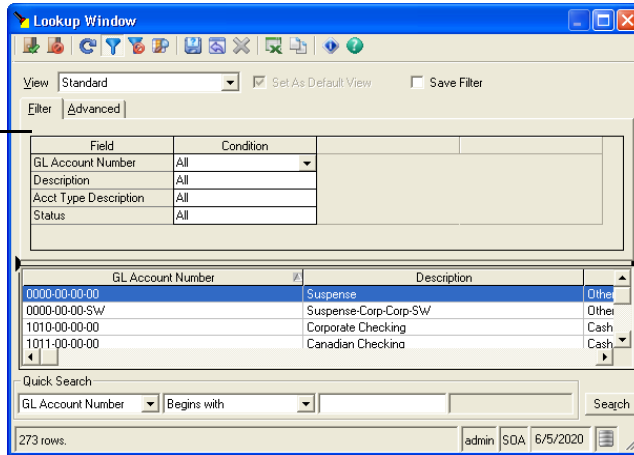 Lookup Window
View Standard Set As Default View Save Filter
Filter Advanced
Field Condition
GL Account Number All
Description All
Acct Type Description All
Status All
GL Account Number Description
0000-00-00-00 Suspense Other
0000-00-00-SW Suspense-Corp-Corp-SW Other
1010-00-00-00 Corporate Checking Cash
1011-00-00-00 Canadian Checking Cash
Quick Search
GL Account Number Begins with Search
273 rows. admin SOA 6/5/2020